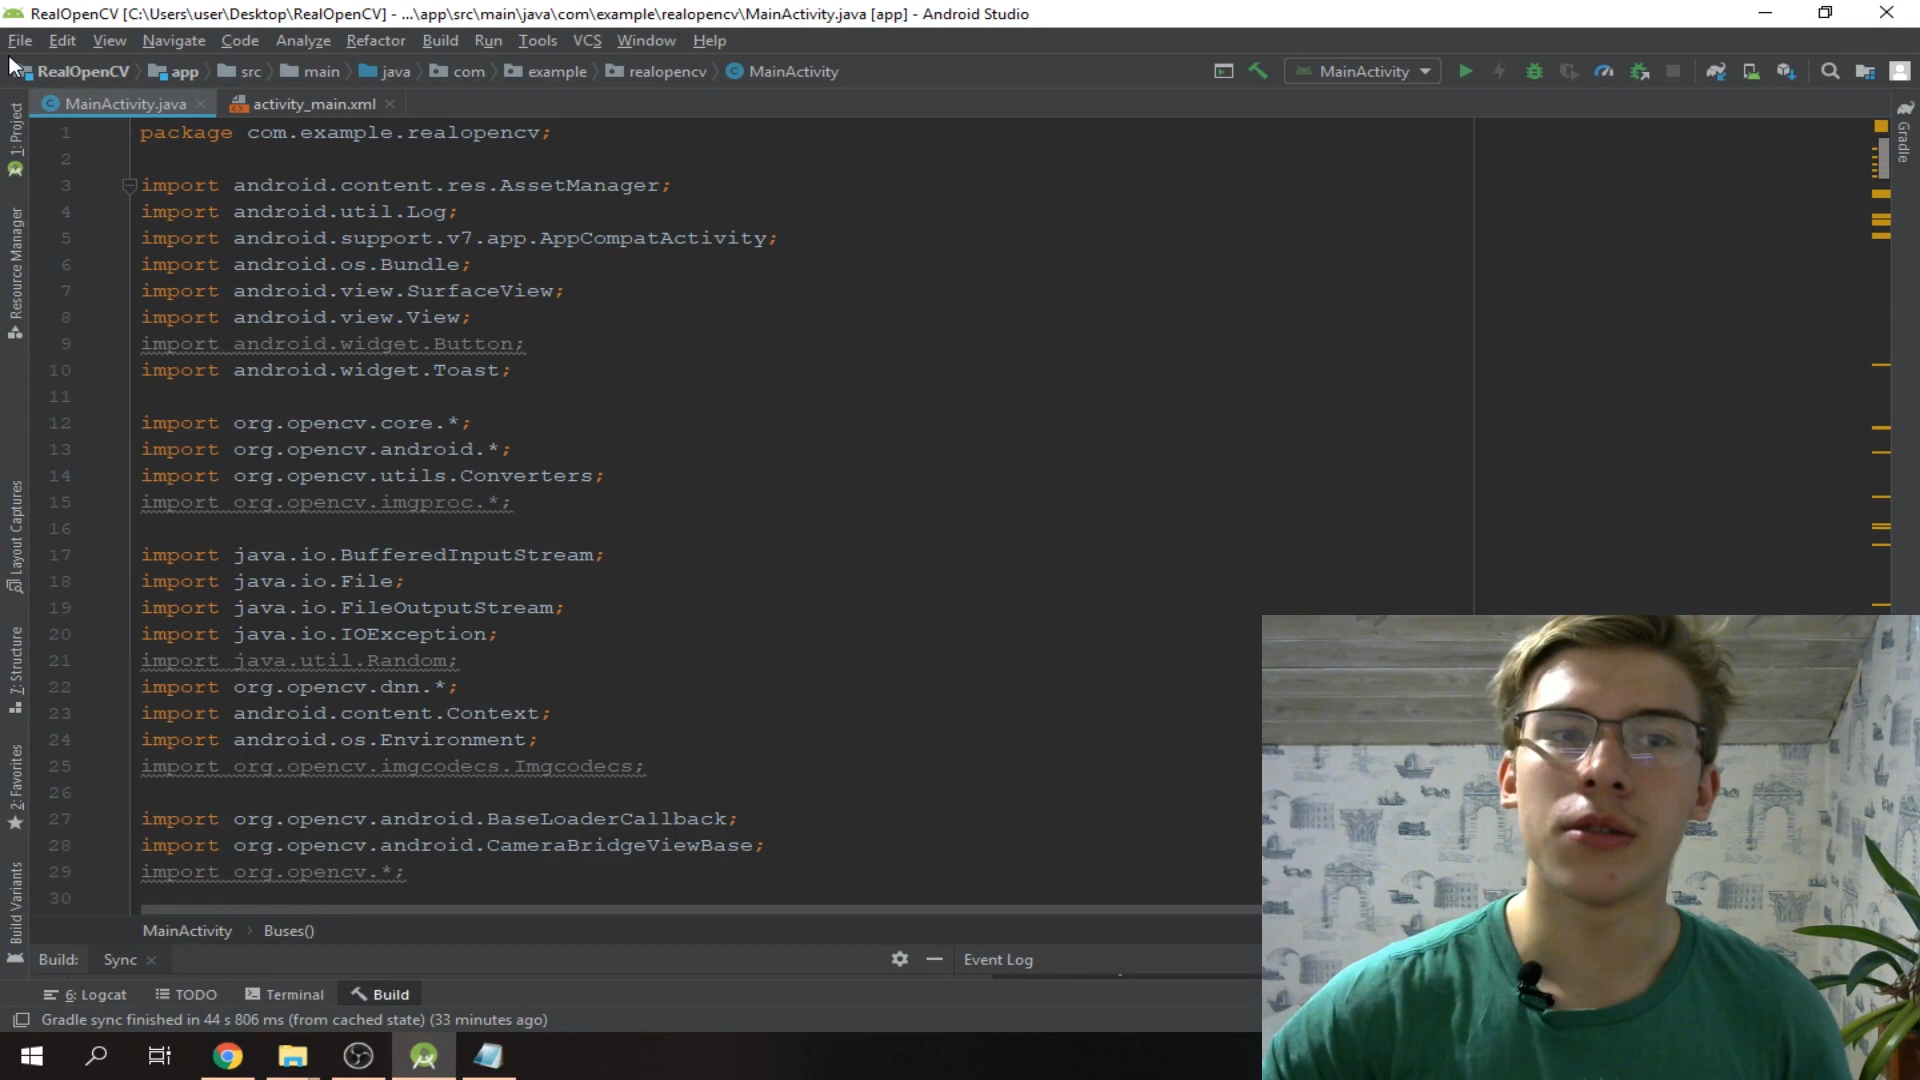 RealOpenCV [C:\Users\user\Desktop\RealOpenCV] - ...\app\src\main\java\com\example\realopencv\MainActivity.java [app] - Android Studio
File Edit View Navigate Code Analyze Refactor Build Run Tools VCS Window Help
RealOpenCV app src main java com example realopencv MainActivity MainActivity
MainActivity.java activity_main.xml
1 package com.example.realopencv;
2
3 import android.content.res.AssetManager;
4 import android.util.Log;
5 import android.support.v7.app.AppCompatActivity;
6 import android.os.Bundle;
7 import android.view.SurfaceView;
8 import android.view.View;
9 import android.widget.Button;
10 import android.widget.Toast;
11
12 import org.opencv.core.*;
13 import org.opencv.android.*;
14 import org.opencv.utils.Converters;
15 import org.opencv.imgproc.*;
16
17 import java.io.BufferedInputStream;
18 import java.io.File;
19 import java.io.FileOutputStream;
20 import java.io.IOException;
21 import java.util.Random;
22 import org.opencv.dnn.*;
23 import android.content.Context;
24 import android.os.Environment;
25 import org.opencv.imgcodecs.Imgcodecs;
26
27 import org.opencv.android.BaseLoaderCallback;
28 import org.opencv.android.CameraBridgeViewBase;
29 import org.opencv.*;
30
1: Project
Resource Manager
Layout Captures
7: Structure
2: Favorites
Build Variants
Gradle
MainActivity Buses()
Build: Sync Event Log
6: Logcat TODO Terminal Build
Gradle sync finished in 44 s 806 ms (from cached state) (33 minutes ago)